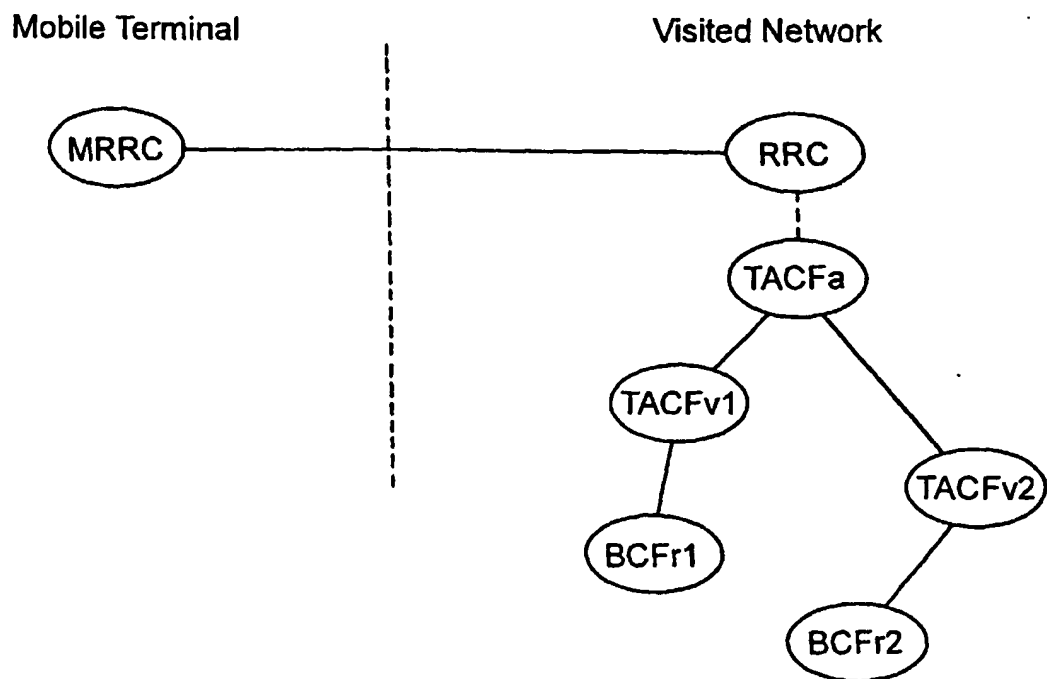 Mobile Terminal
Visited Network
MRRC
RRC
TACFa
TACFv1
TACFv2
BCFr1
BCFr2